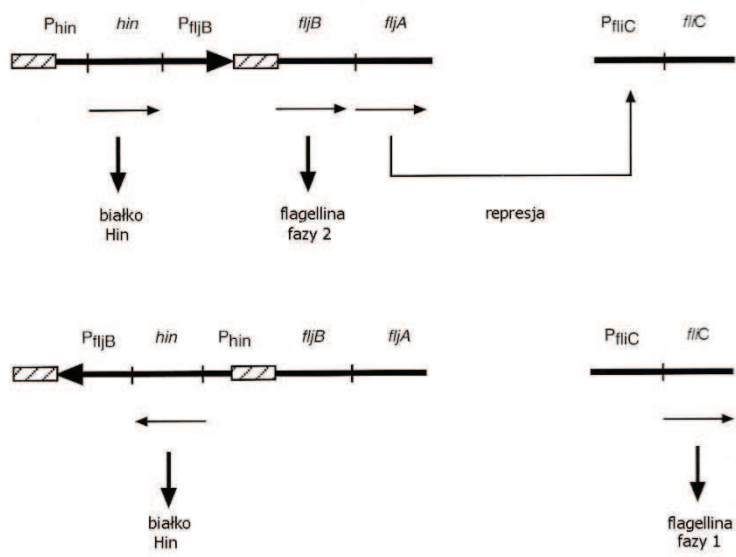 Phin hin PfljB fljB fljA PfliC fliC
białko
Hin
flagellina
fazy 2
represja
PfljB hin Phin fljB fljA PfliC fliC
białko
Hin
flagellina
fazy 1